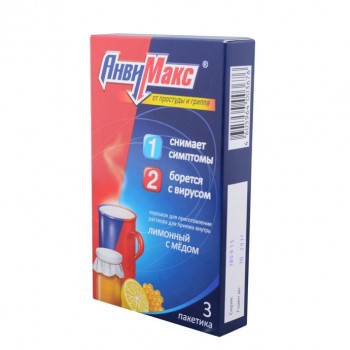 АнвиМакс®
от простуды и гриппа
1 снимает
симптомы
2 борется
с вирусом
порошок для приготовления
раствора для приема внутрь
ЛИМОННЫЙ
С МЁДОМ
3
пакетика